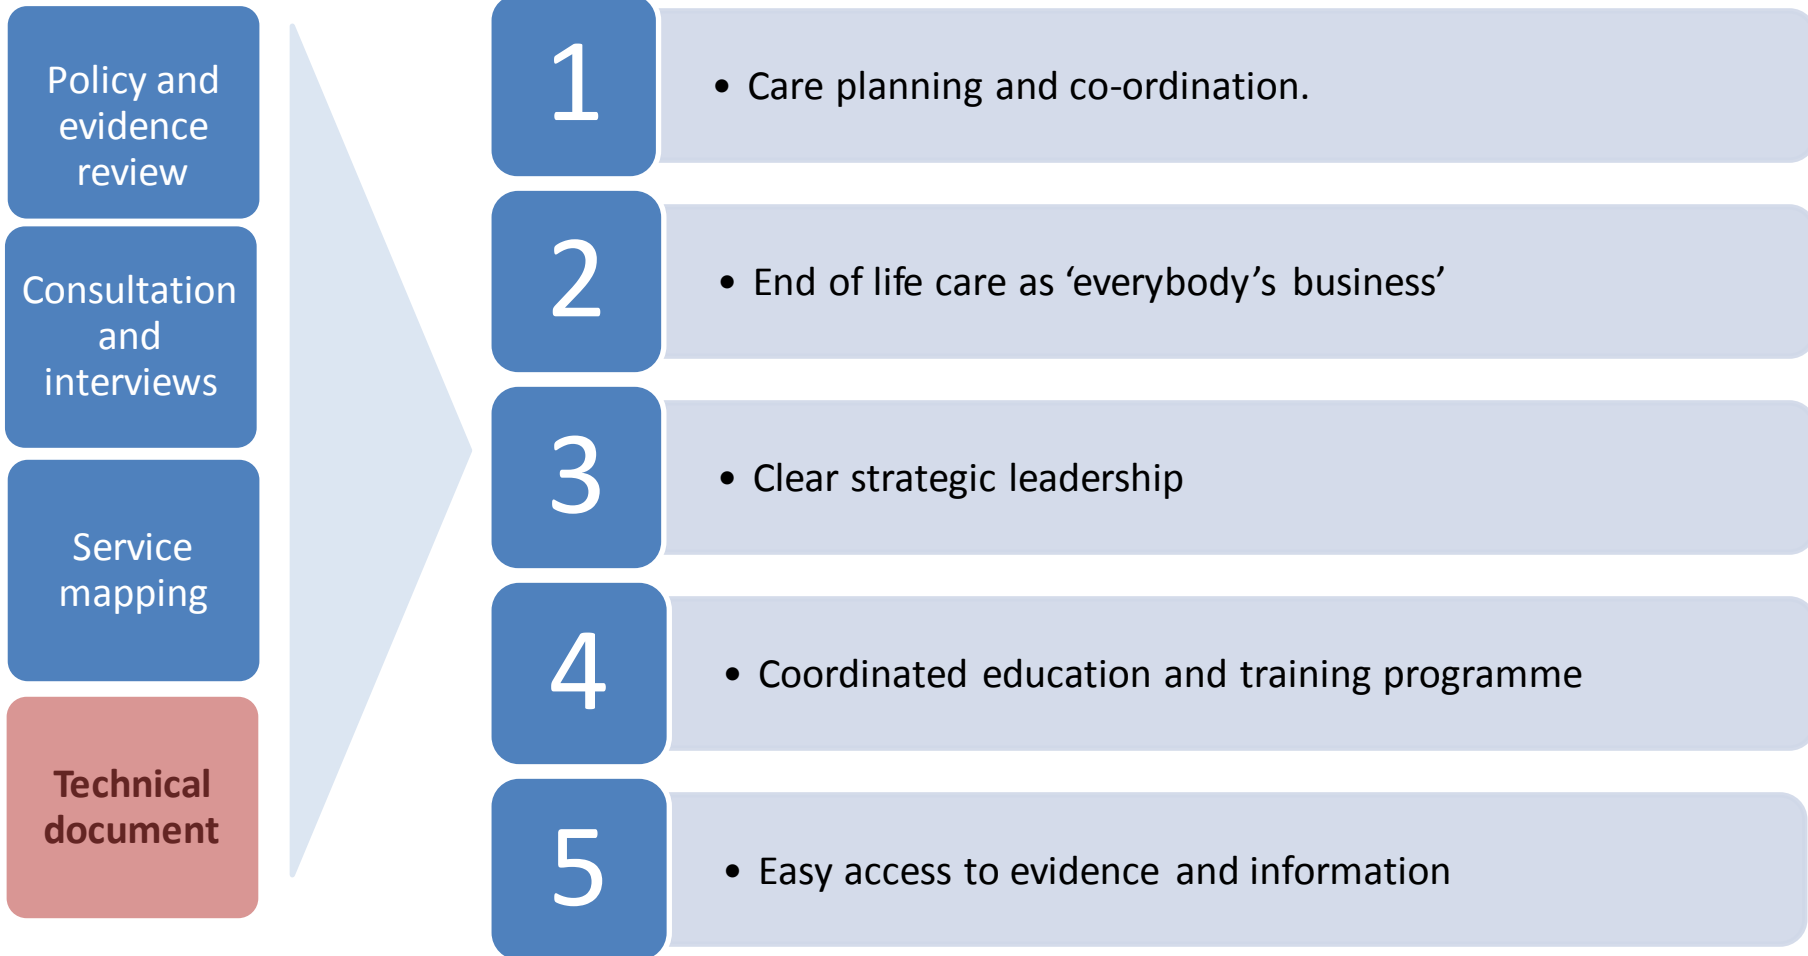 Policy and
evidence
review
Consultation
and
interviews
Service
mapping
Technical
document
1
• Care planning and co-ordination.
2
• End of life care as ‘everybody’s business’
3
• Clear strategic leadership
4
• Coordinated education and training programme
5
• Easy access to evidence and information